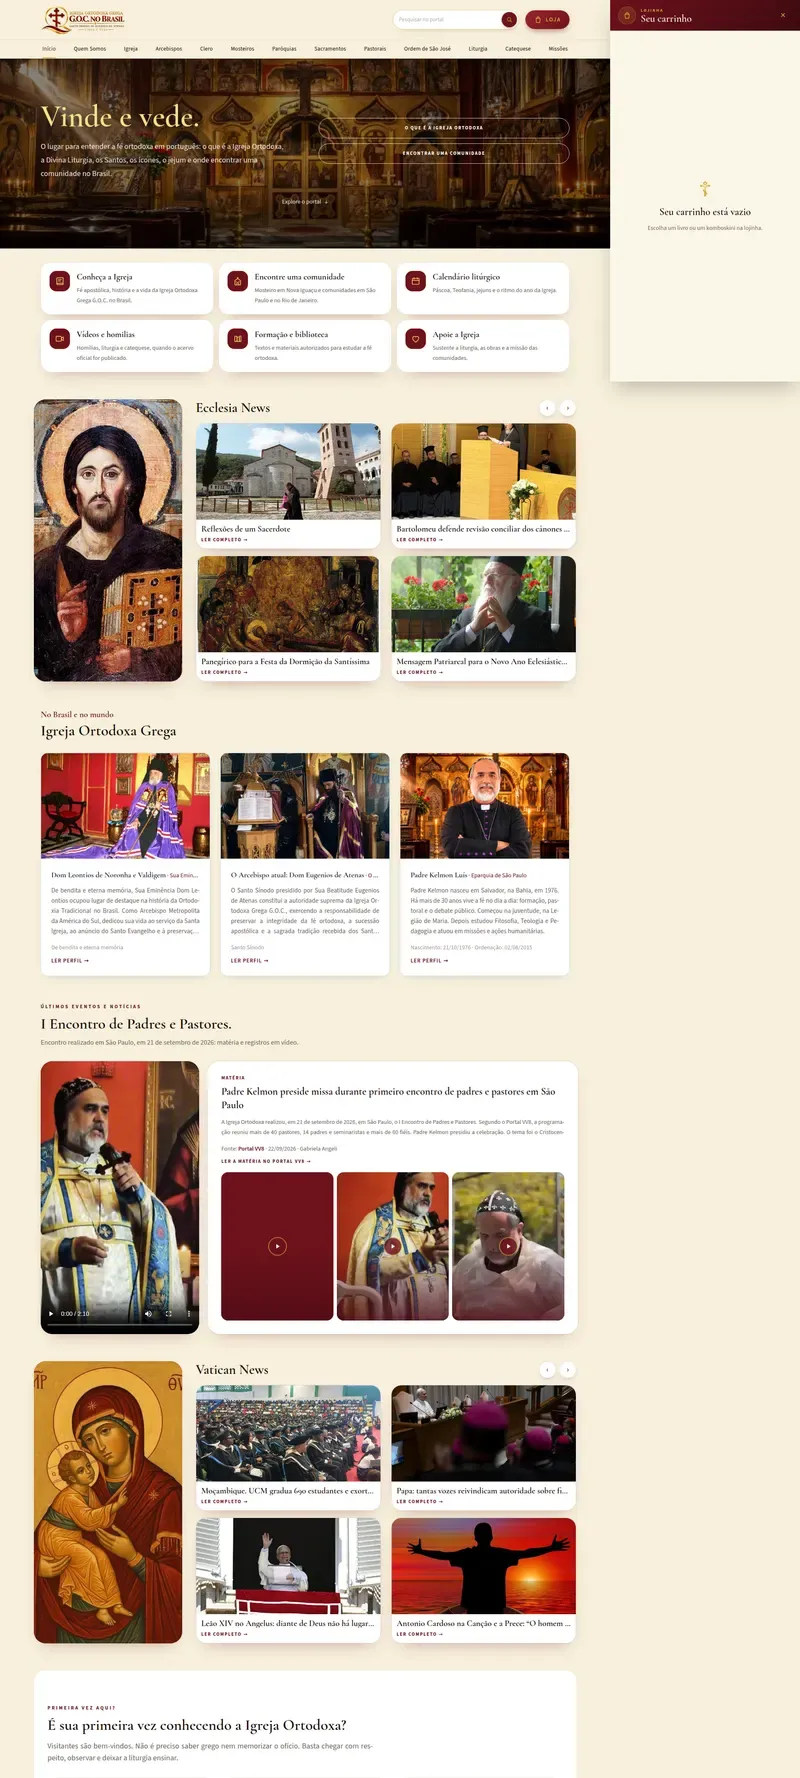 IGREJA ORTODOXA GREGA
G.O.C. NO BRASIL
Pesquisar no portal
LOJA
LOJINHA
Seu carrinho
×
Início Quem Somos Igreja Arcebispos Clero Mosteiros Paróquias Sacramentos Pastorais Ordem de São José Liturgia Catequese Missões
Vinde e vede.
O lugar para entender a fé ortodoxa em português: o que é a Igreja Ortodoxa,
a Divina Liturgia, os Santos, os ícones, o jejum e onde encontrar uma
comunidade no Brasil.
O QUE É A IGREJA ORTODOXA
ENCONTRAR UMA COMUNIDADE
Explore o portal ↓
Seu carrinho está vazio
Escolha um livro ou um komboskini na lojinha.
Conheça a Igreja
Fé apostólica, história e a vida da Igreja Ortodoxa
Grega G.O.C. no Brasil.
Encontre uma comunidade
Mosteiro em Nova Iguaçu e comunidades em São
Paulo e no Rio de Janeiro.
Calendário litúrgico
Páscoa, Teofania, jejuns e o ritmo do ano da Igreja.
Vídeos e homilias
Homilias, liturgia e catequese, quando o acervo
oficial for publicado.
Formação e biblioteca
Textos e materiais autorizados para estudar a fé
ortodoxa.
Apoie a Igreja
Sustente a liturgia, as obras e a missão das
comunidades.
Ecclesia News
‹ ›
Reflexões de um Sacerdote
LER COMPLETO →
Bartolomeu defende revisão conciliar dos cânones ...
LER COMPLETO →
Panegírico para a Festa da Dormição da Santíssima
LER COMPLETO →
Mensagem Patriarcal para o Novo Ano Eclesiástic...
LER COMPLETO →
No Brasil e no mundo
Igreja Ortodoxa Grega
Dom Leontios de Noronha e Valdigem · Sua Emin...
De bendita e eterna memória, Sua Eminência Dom Le-
ontios ocupou lugar de destaque na história da Ortodo-
xia Tradicional no Brasil. Como Arcebispo Metropolita
da América do Sul, dedicou sua vida ao serviço da Santa
Igreja, ao anúncio do Santo Evangelho e à preservaç...
De bendita e eterna memória
LER PERFIL →
O Arcebispo atual: Dom Eugenios de Atenas · O ...
O Santo Sínodo presidido por Sua Beatitude Eugenios
de Atenas constitui a autoridade suprema da Igreja Or-
todoxa Grega G.O.C., exercendo a responsabilidade de
preservar a integridade da fé ortodoxa, a sucessão
apostólica e a sagrada tradição recebida dos Sant...
Santo Sínodo
LER PERFIL →
Padre Kelmon Luís · Eparquia de São Paulo
Padre Kelmon nasceu em Salvador, na Bahia, em 1976.
Há mais de 30 anos vive a fé no dia a dia: formação, pas-
toral e o debate público. Começou na juventude, na Le-
gião de Maria. Depois estudou Filosofia, Teologia e Pe-
dagogia e atuou em missões e ações humanitárias.
Nascimento: 21/10/1976 · Ordenação: 02/08/2015
LER PERFIL →
ÚLTIMOS EVENTOS E NOTÍCIAS
I Encontro de Padres e Pastores.
Encontro realizado em São Paulo, em 21 de setembro de 2026: matéria e registros em vídeo.
0:00 / 2:10
MATÉRIA
Padre Kelmon preside missa durante primeiro encontro de padres e pastores em São
Paulo
A Igreja Ortodoxa realizou, em 21 de setembro de 2026, em São Paulo, o I Encontro de Padres e Pastores. Segundo o Portal VV8, a programa-
ção reuniu mais de 40 pastores, 14 padres e seminaristas e mais de 60 fiéis. Padre Kelmon presidiu a celebração. O tema foi o Cristocen-
Fonte: Portal VV8 · 22/09/2026 · Gabriela Angeli
LER A MATÉRIA NO PORTAL VV8 →
Vatican News
‹ ›
Moçambique. UCM gradua 690 estudantes e exort...
LER COMPLETO →
Papa: tantas vozes reivindicam autoridade sobre fi...
LER COMPLETO →
Leão XIV no Angelus: diante de Deus não há lugar...
LER COMPLETO →
Antonio Cardoso na Canção e a Prece: “O homem ...
LER COMPLETO →
PRIMEIRA VEZ AQUI?
É sua primeira vez conhecendo a Igreja Ortodoxa?
Visitantes são bem-vindos. Não é preciso saber grego nem memorizar o ofício. Basta chegar com res-
peito, observar e deixar a liturgia ensinar.